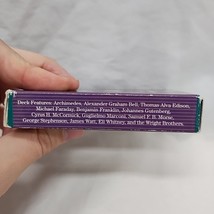 Deck Features: Archimedes, Alexander Graham Bell, Thomas Alva Edison,
Michael Faraday, Benjamin Franklin, Johannes Gutenberg,
Cyrus H. McCormick, Guglielmo Marconi, Samuel F. B. Morse,
George Stephenson, James Watt, Eli Whitney, and the Wright Brothers.